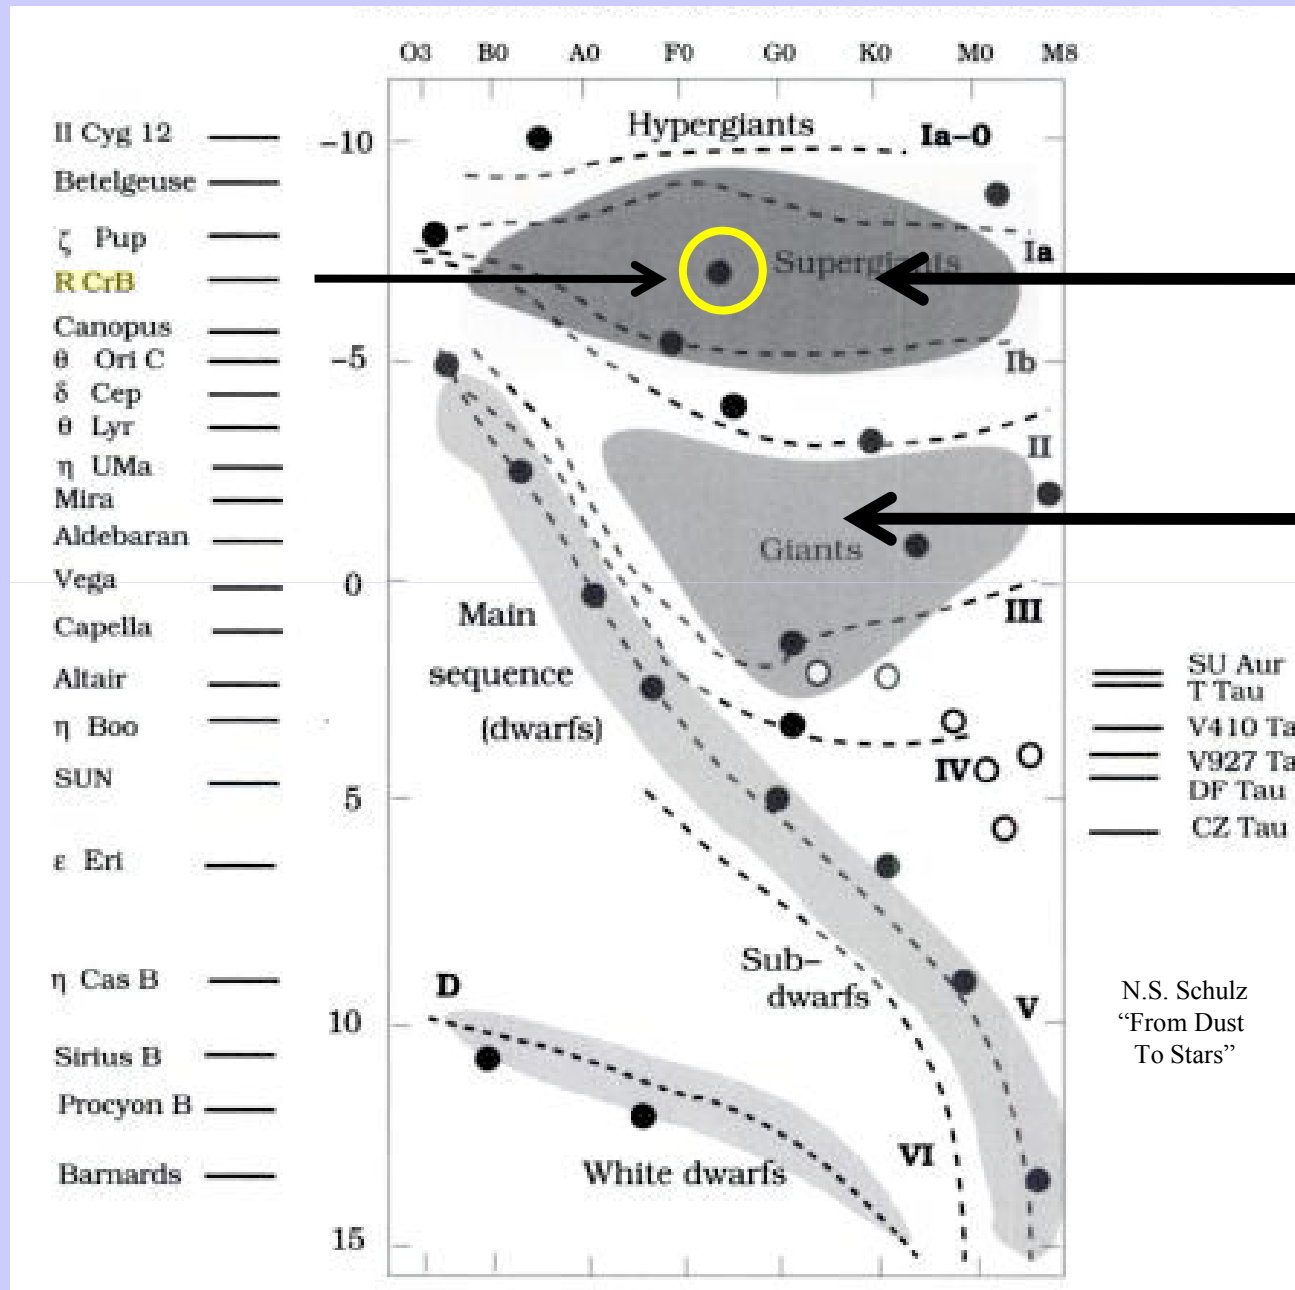 O3 B0 A0 F0 G0 K0 M0 M8
II Cyg 12
Betelgeuse
ζ Pup
R CrB
Canopus
θ Ori C
δ Cep
θ Lyr
η UMa
Mira
Aldebaran
Vega
Capella
Altair
η Boo
SUN
ε Eri
η Cas B
Sirius B
Procyon B
Barnards
-10
-5
0
5
10
15
Hypergiants
Ia-0
Supergiants
Ia
Ib
II
Giants
III
Main
sequence
(dwarfs)
IV
Sub-
dwarfs
V
D
VI
White dwarfs
SU Aur
T Tau
V410 Ta
V927 Ta
DF Tau
CZ Tau
N.S. Schulz
“From Dust
To Stars”